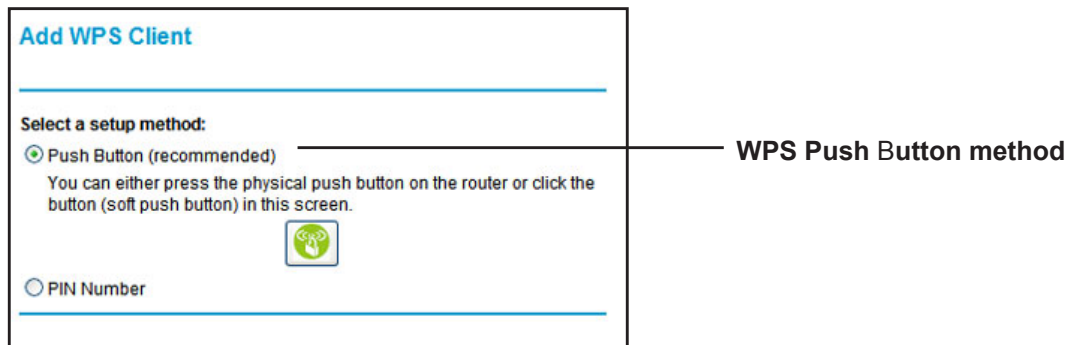 Add WPS Client
Select a setup method:
Push Button (recommended)
WPS Push Button method
You can either press the physical push button on the router or click the
button (soft push button) in this screen.
PIN Number